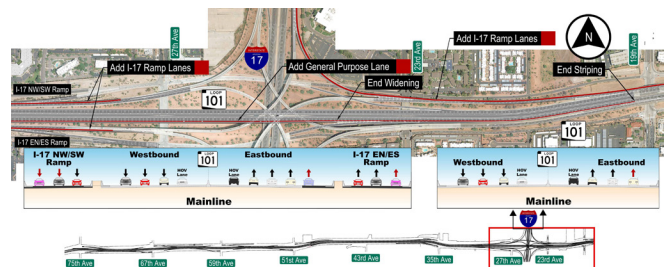 27th Ave
Add I-17 Ramp Lanes
INTERSTATE
17
Add General Purpose Lane
End Widening
23rd Ave
Add I-17 Ramp Lanes
N
19th Ave
End Striping
I-17 NW/SW
Ramp
LOOP
101
I-17 EN/ES
Ramp
LOOP
101
I-17 NW/SW
Ramp
Westbound
LOOP
101
Eastbound
I-17 EN/ES
Ramp
HOV
Lane
HOV
Lane
Mainline
Westbound
LOOP
101
Eastbound
HOV
Lane
HOV
Lane
Mainline
17
75th Ave
67th Ave
59th Ave
51st Ave
43rd Ave
35th Ave
27th Ave
23rd Ave